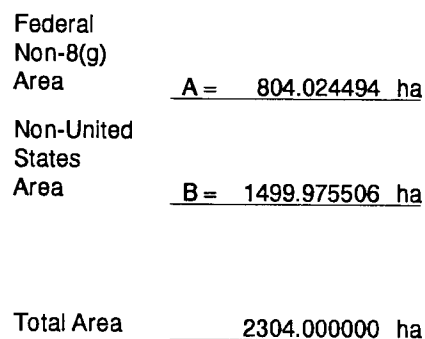 Federal
Non-8(g)
Area A = 804.024494 ha
Non-United
States
Area B = 1499.975506 ha
Total Area 2304.000000 ha